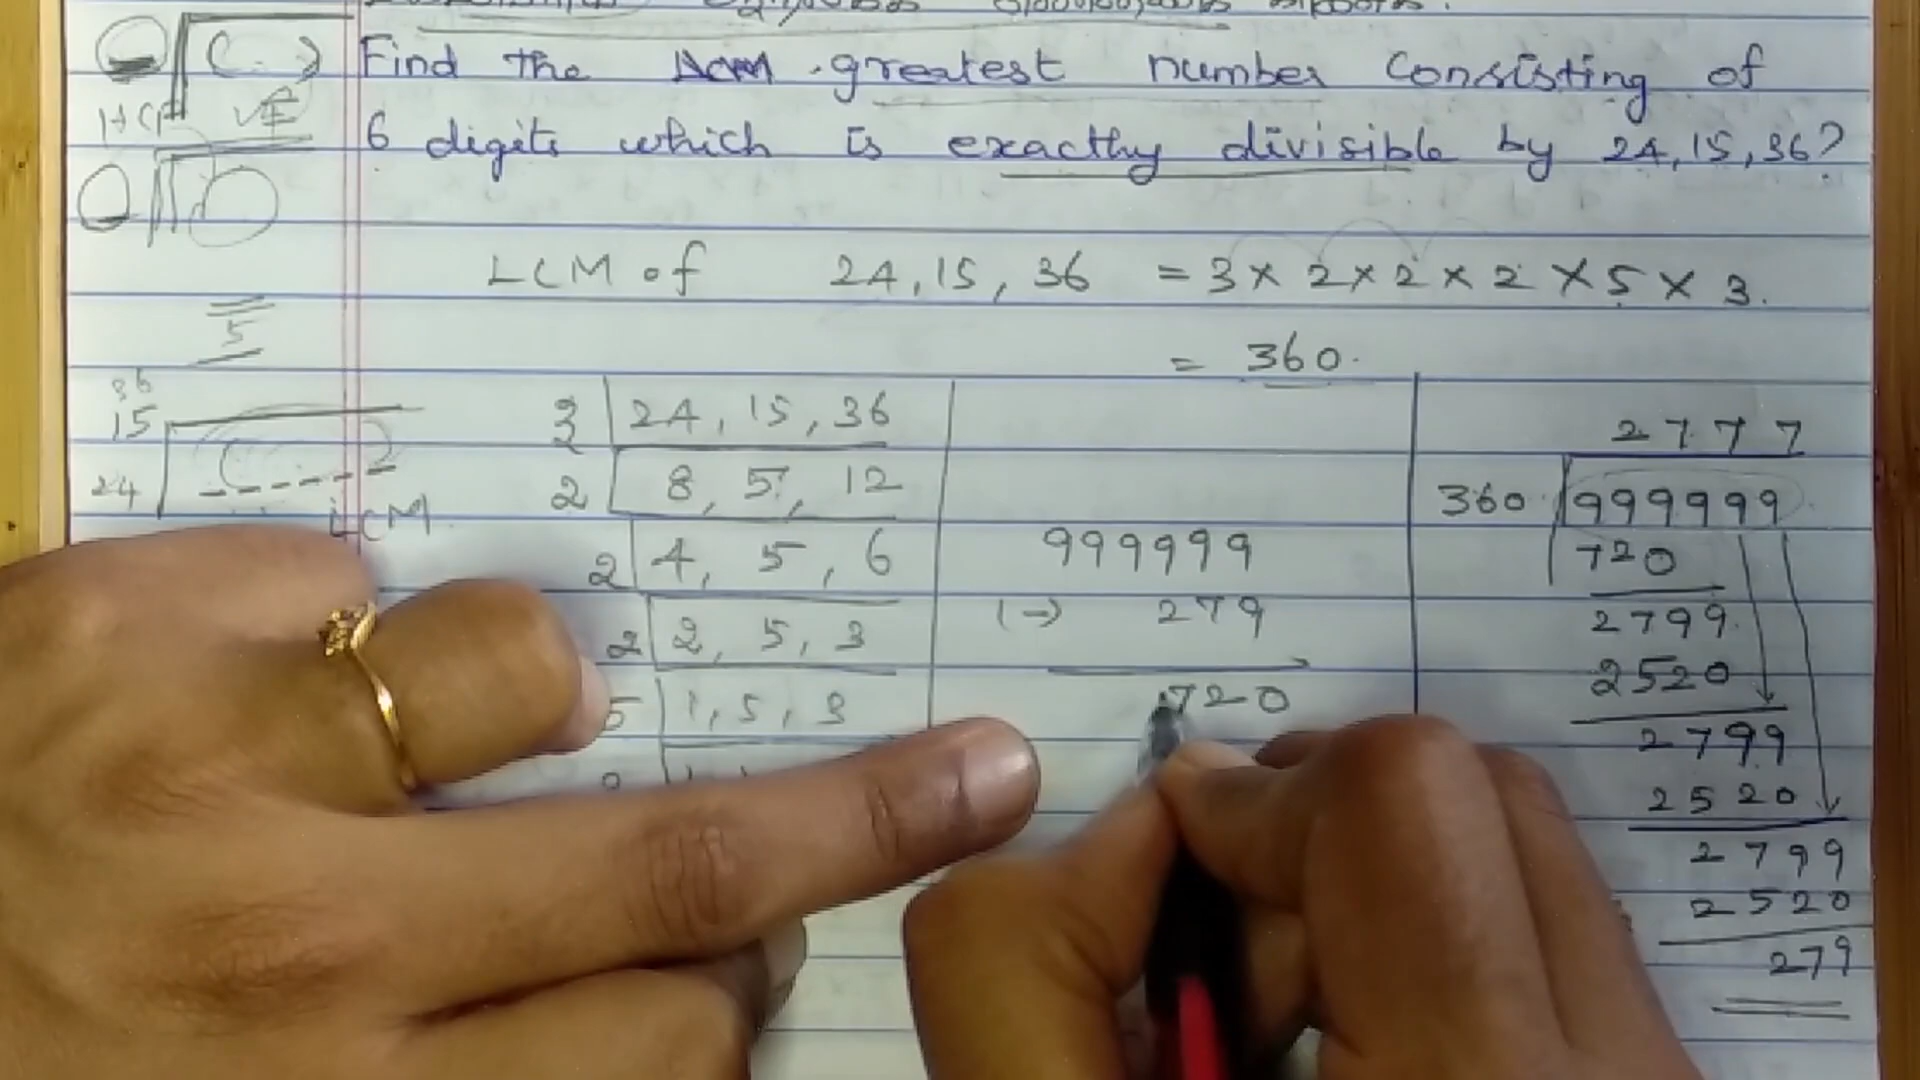 HCF
Find the greatest number consisting of
6 digits which is exactly divisible by 24, 15, 36?
LCM of 24, 15, 36 = 3 × 2 × 2 × 2 × 5 × 3.
= 360.
5
36
15
24
LCM
3 24, 15, 36
2 8, 5, 12
2 4, 5, 6
2 2, 5, 3
5 1, 5, 3
999999
(-) 279
720
2777
360 999999
720
2799
2520
2799
2520
2799
2520
279